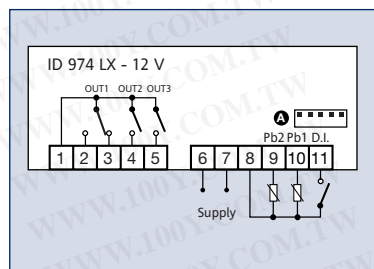 ID 974 LX - 12 V
OUT1 OUT2 OUT3
A
Pb2 Pb1 D.I.
1 2 3 4 5 6 7 8 9 10 11
Supply
WWW.100Y.COM.TW